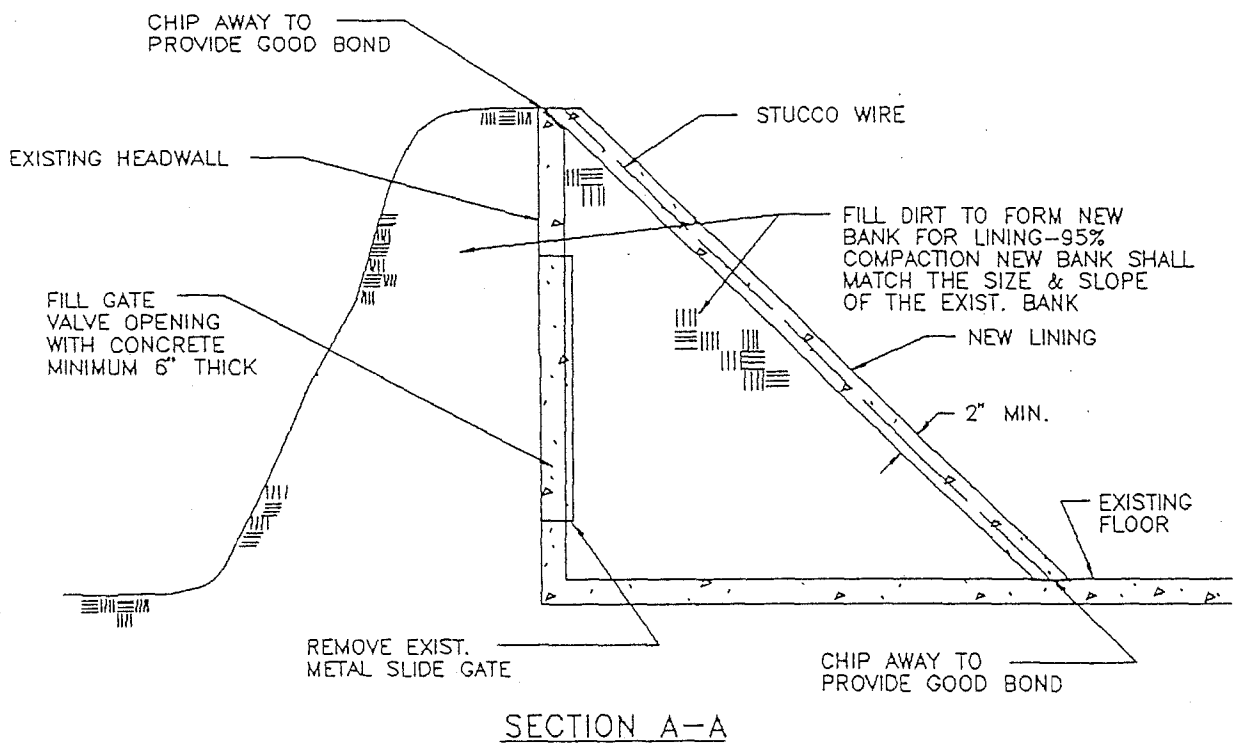 CHIP AWAY TO
PROVIDE GOOD BOND
STUCCO WIRE
EXISTING HEADWALL
FILL DIRT TO FORM NEW
BANK FOR LINING-95%
COMPACTION NEW BANK SHALL
MATCH THE SIZE & SLOPE
OF THE EXIST. BANK
FILL GATE
VALVE OPENING
WITH CONCRETE
MINIMUM 6" THICK
NEW LINING
2" MIN.
EXISTING
FLOOR
REMOVE EXIST.
METAL SLIDE GATE
CHIP AWAY TO
PROVIDE GOOD BOND
SECTION A-A